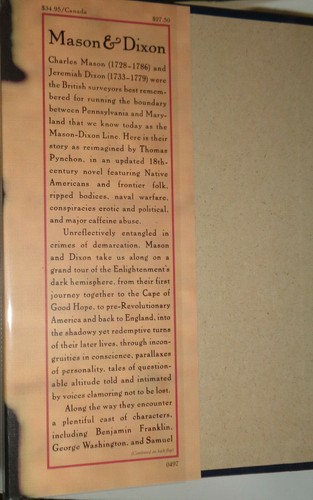 $34.99/Canada
$27.50
Mason & Dixon
Charles Mason (1728–1786) and
Jeremiah Dixon (1733–1779) were
the British surveyors best remem-
bered for running the boundary
between Pennsylvania and Mary-
land that we know today as the
Mason-Dixon Line. Here is their
story as reimagined by Thomas
Pynchon, in an updated 18th-
century novel featuring Native
Americans and frontier folk,
ripped bodices, naval warfare,
conspiracies erotic and political,
and major caffeine abuse.
Unreflectively entangled in
crimes of demarcation, Mason
and Dixon take us along on a
grand tour of the Enlightenment's
dark hemisphere, from their first
journey together to the Cape of
Good Hope, to pre-Revolutionary
America and back to England, into
the shadowy yet redemptive turns
of their later lives, through incon-
gruities in conscience, parallaxes
of personality, tales of question-
able altitude told and intimated
by voices clamoring not to be lost.
Along the way they encounter
a plentiful cast of characters,
including Benjamin Franklin,
George Washington, and Samuel
(Continued on back flap)
0497